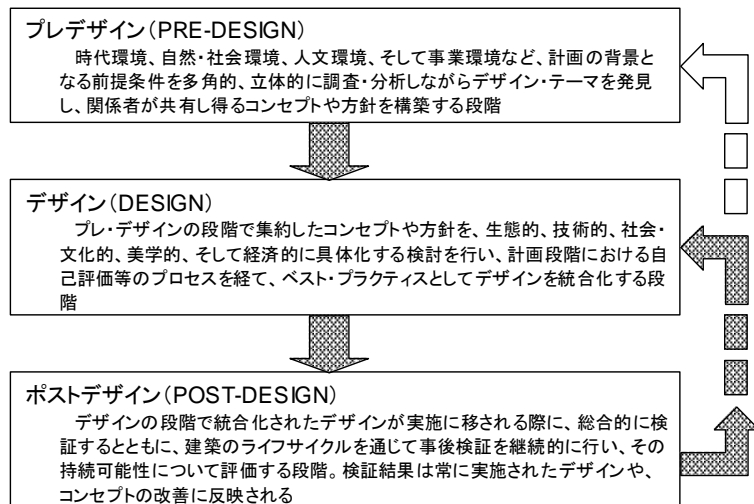 プレデザイン（PRE-DESIGN）
時代環境、自然・社会環境、人文環境、そして事業環境など、計画の背景と
なる前提条件を多角的、立体的に調査・分析しながらデザイン・テーマを発見
し、関係者が共有し得るコンセプトや方針を構築する段階
デザイン（DESIGN）
プレ・デザインの段階で集約したコンセプトや方針を、生態的、技術的、社会・
文化的、美学的、そして経済的に具体化する検討を行い、計画段階における自
己評価等のプロセスを経て、ベスト・プラクティスとしてデザインを統合化する段
階
ポストデザイン（POST-DESIGN）
デザインの段階で統合化されたデザインが実施に移される際に、総合的に検
証するとともに、建築のライフサイクルを通じて事後検証を継続的に行い、その
持続可能性について評価する段階。検証結果は常に実施されたデザインや、
コンセプトの改善に反映される